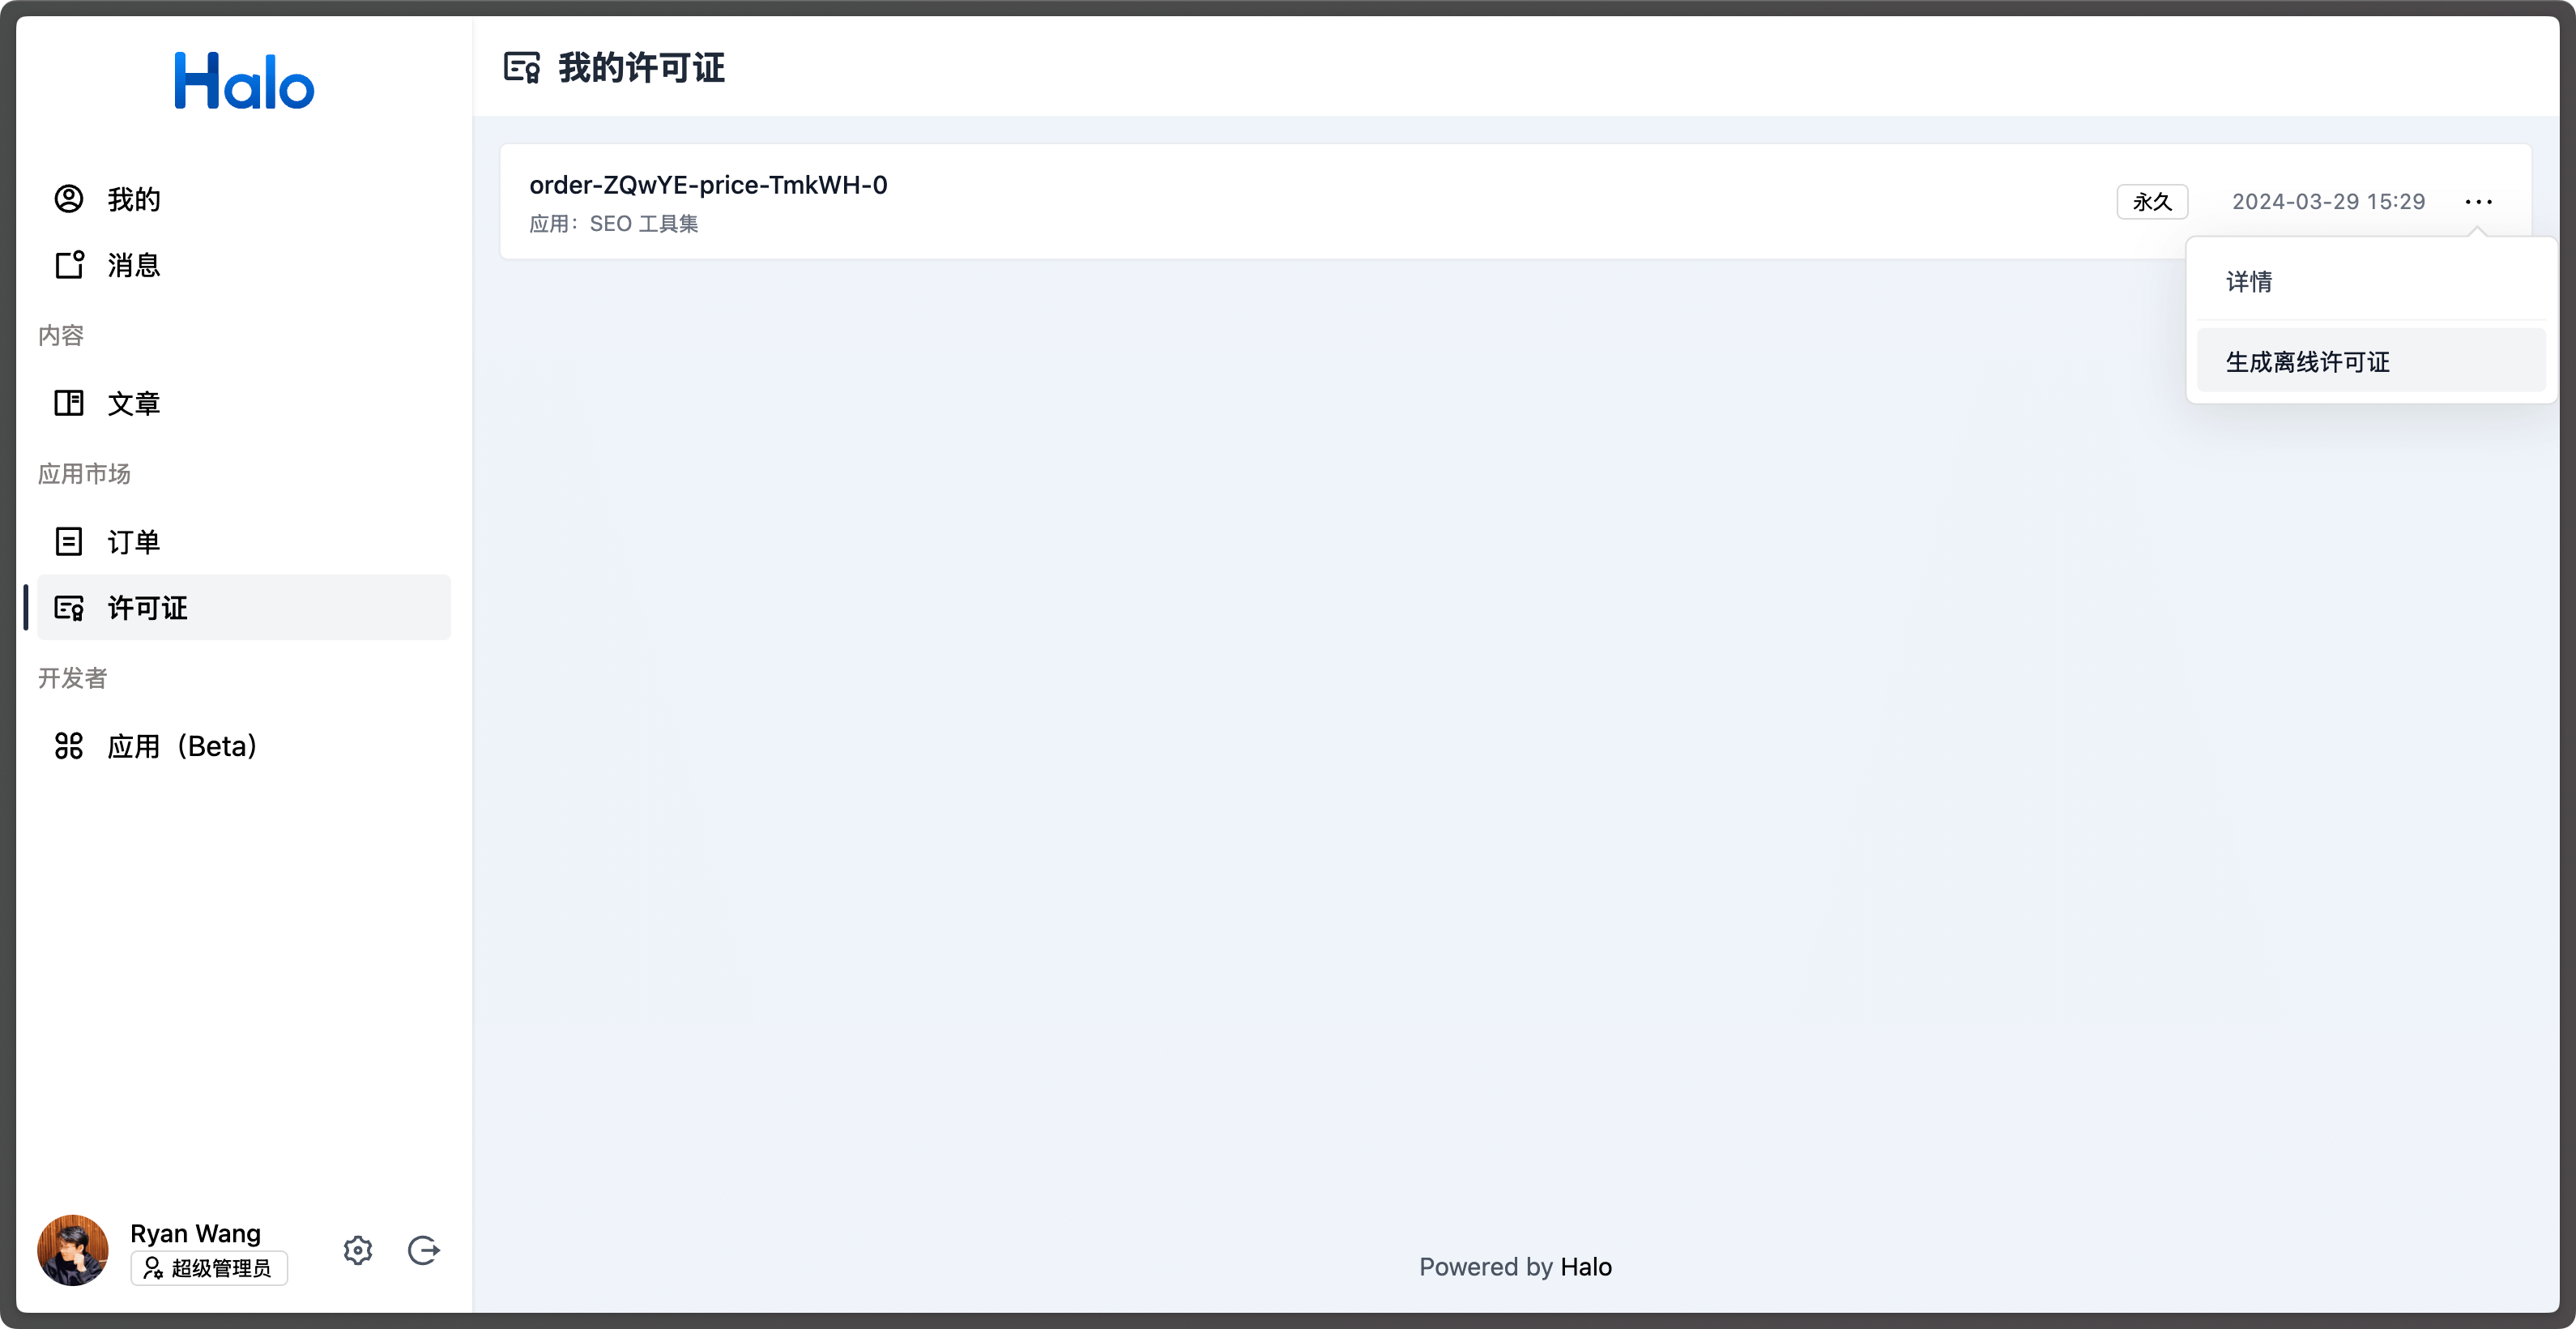 Halo
我的
消息
内容
文章
应用市场
订单
许可证
开发者
应用（Beta）
Ryan Wang
超级管理员
我的许可证
order-ZQwYE-price-TmkWH-0
应用：SEO 工具集
永久
2024-03-29 15:29
详情
生成离线许可证
Powered by Halo